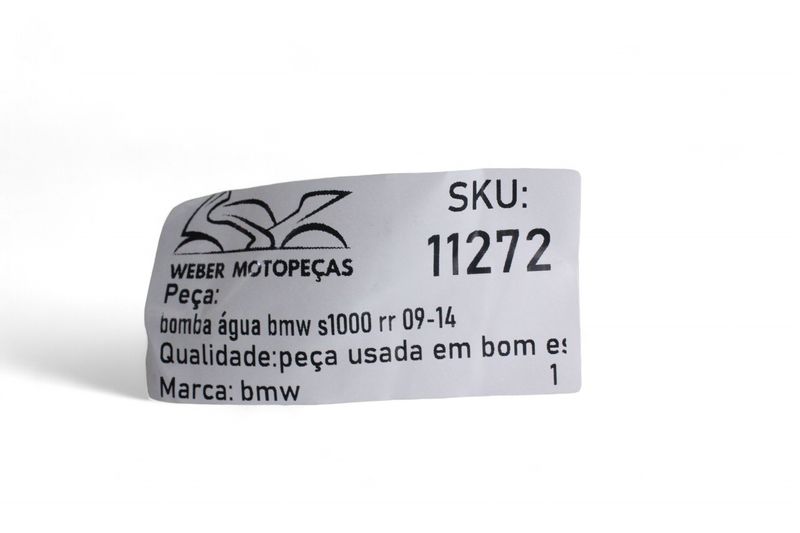 WEBER MOTOPEÇAS
SKU:
11272
Peça:
bomba água bmw s1000 rr 09-14
Qualidade:peça usada em bom es
Marca: bmw
1